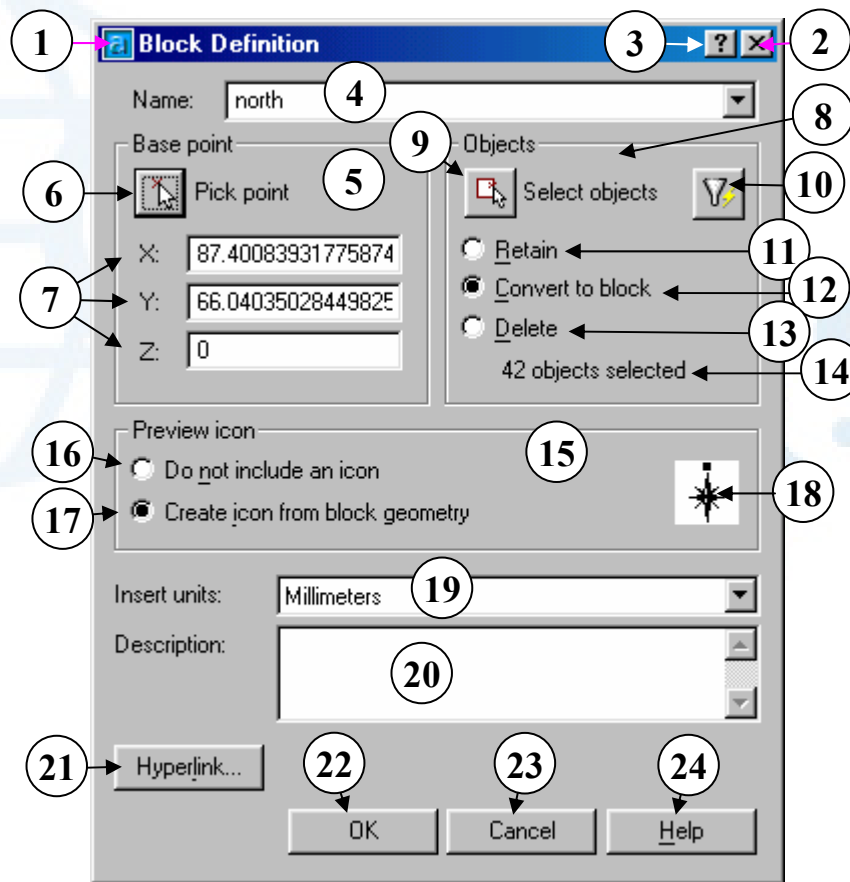 1 Block Definition 3 ? 2
Name: north 4
8
Base point 9 Objects
6 Pick point 5 Select objects 10
X: 87.40083931775874 Retain 11
7 Y: 66.04035028449825 Convert to block 12
Z: 0 Delete 13
42 objects selected 14
Preview icon 15
16 Do not include an icon
17 Create icon from block geometry 18
Insert units: Millimeters 19
Description: 20
21 Hyperlink... 22 23 24
OK Cancel Help